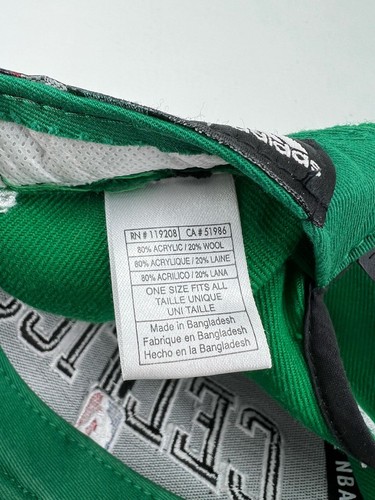 adidas
RN # 119208 CA # 51986
80% ACRYLIC / 20% WOOL
80% ACRYLIQUE / 20% LAINE
80% ACRILICO / 20% LANA
ONE SIZE FITS ALL
TAILLE UNIQUE
UNI TAILLE
Made in Bangladesh
Fabrique en Bangladesh
Hecho en Bangladesh
CELTICS
NBA